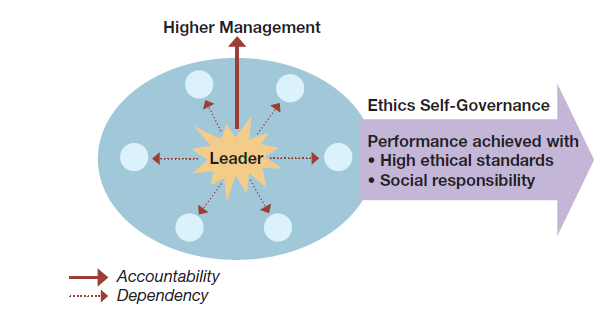 Higher Management
Ethics Self-Governance
Performance achieved with
• High ethical standards
• Social responsibility
Leader
Accountability
Dependency